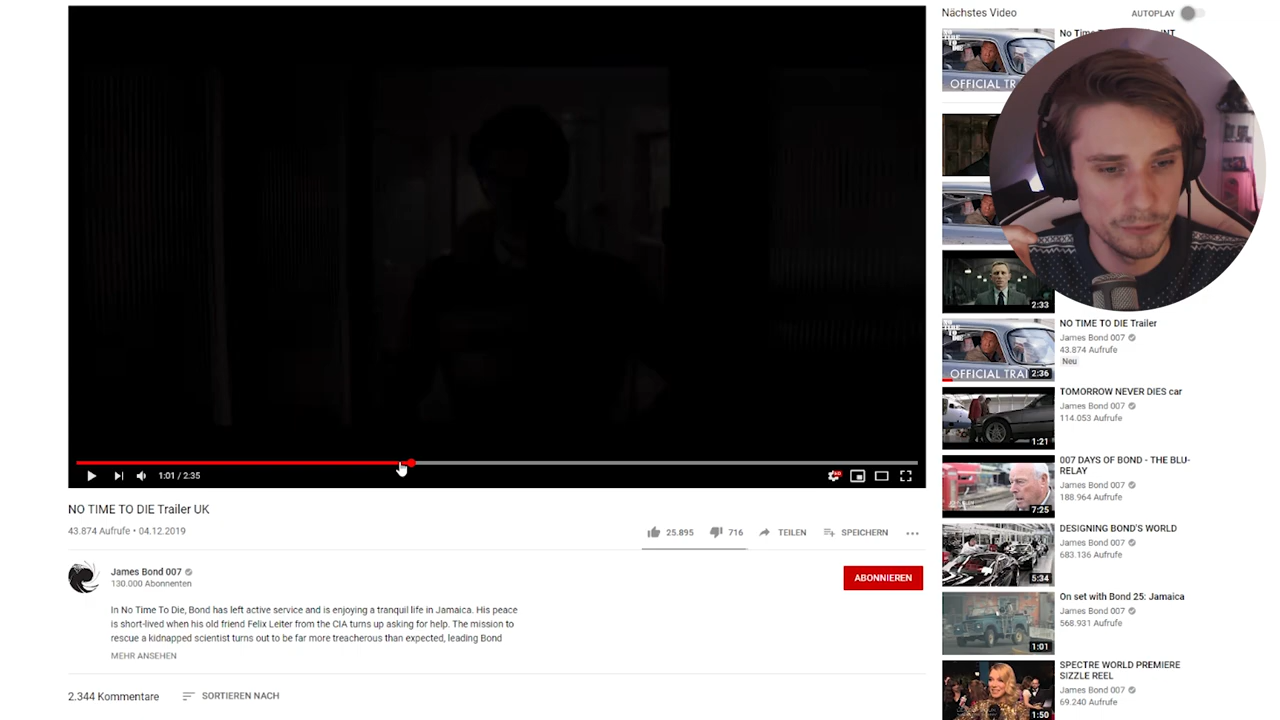 Nächstes Video
AUTOPLAY
OFFICIAL TR
2:33
NO TIME TO DIE Trailer
James Bond 007
43.874 Aufrufe
Neu
NO TIME TO DIE
OFFICIAL TRAI
2:36
TOMORROW NEVER DIES car
James Bond 007
114.053 Aufrufe
1:21
007 DAYS OF BOND - THE BLU-
RELAY
James Bond 007
188.964 Aufrufe
7:25
DESIGNING BOND'S WORLD
James Bond 007
683.136 Aufrufe
5:34
On set with Bond 25: Jamaica
James Bond 007
568.931 Aufrufe
1:01
SPECTRE WORLD PREMIERE
SIZZLE REEL
James Bond 007
69.240 Aufrufe
1:50
1:01 / 2:35
NO TIME TO DIE Trailer UK
43.874 Aufrufe • 04.12.2019
25.895 716 TEILEN SPEICHERN
James Bond 007
130.000 Abonnenten
ABONNIEREN
In No Time To Die, Bond has left active service and is enjoying a tranquil life in Jamaica. His peace
is short-lived when his old friend Felix Leiter from the CIA turns up asking for help. The mission to
rescue a kidnapped scientist turns out to be far more treacherous than expected, leading Bond
MEHR ANSEHEN
2.344 Kommentare
SORTIEREN NACH